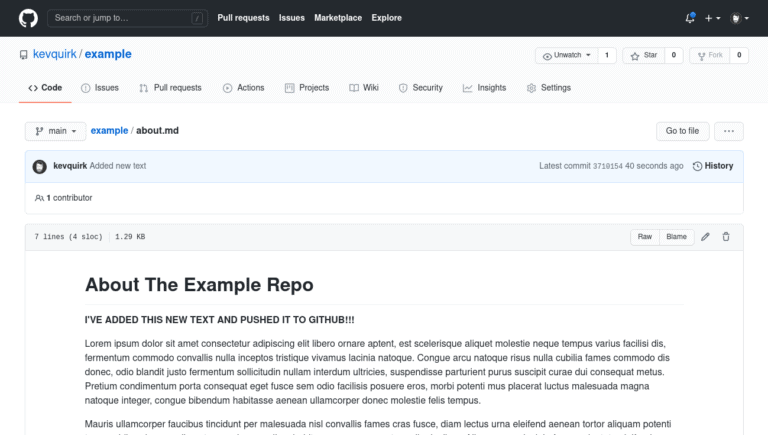 Search or jump to… / Pull requests Issues Marketplace Explore
kevquirk / example Unwatch 1 Star 0 Fork 0
Code Issues Pull requests Actions Projects Wiki Security Insights Settings
main example / about.md Go to file ...
kevquirk Added new text Latest commit 3710154 40 seconds ago History
1 contributor
7 lines (4 sloc) 1.29 KB Raw Blame
About The Example Repo
I'VE ADDED THIS NEW TEXT AND PUSHED IT TO GITHUB!!!
Lorem ipsum dolor sit amet consectetur adipiscing elit libero ornare aptent, est scelerisque aliquet molestie neque tempus varius facilisi dis,
fermentum commodo convallis nulla inceptos tristique vivamus lacinia natoque. Congue arcu natoque risus nulla cubilia fames commodo dis
donec, odio blandit justo fermentum sollicitudin nullam interdum ultricies, suspendisse parturient purus suscipit curae dui consequat metus.
Pretium condimentum porta consequat eget fusce sem odio facilisis posuere eros, morbi potenti mus placerat luctus malesuada magna
natoque integer, congue bibendum habitasse aenean ullamcorper donec molestie felis tempus.
Mauris ullamcorper faucibus tincidunt per malesuada nisl convallis fames cras fusce, diam lectus urna eleifend aenean tortor aliquam potenti